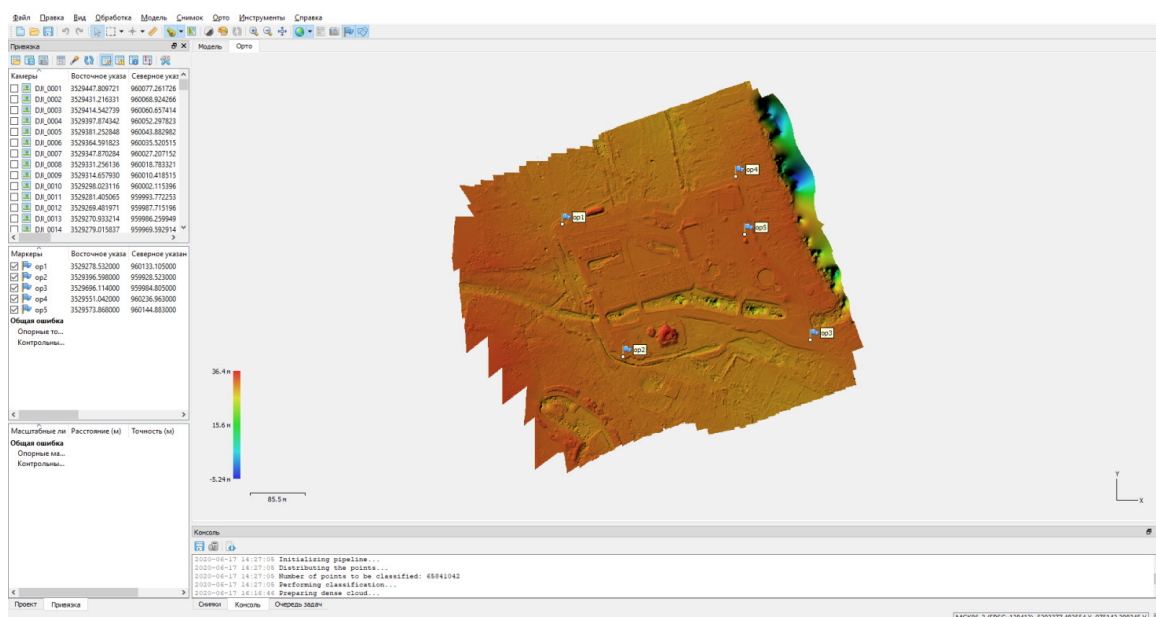 Файл Правка Вид Обработка Модель Снимок Орто Инструменты Справка
Привязка
Камеры Восточное указа Северное указ
DJI_0001 3529447.809721 960077.261726
DJI_0002 3529431.216331 960068.924266
DJI_0003 3529414.542739 960060.657414
DJI_0004 3529397.874342 960052.297823
DJI_0005 3529381.252848 960043.882982
DJI_0006 3529364.591823 960035.520515
DJI_0007 3529347.870284 960027.207152
DJI_0008 3529331.256136 960018.783321
DJI_0009 3529314.657930 960010.418515
DJI_0010 3529298.023116 960002.115396
DJI_0011 3529281.405065 959993.772253
DJI_0012 3529269.481971 959987.715196
DJI_0013 3529270.933214 959986.259949
DJI_0014 3529279.015837 959969.592914
Маркеры Восточное указа Северное указан
op1 3529278.532000 960133.105000
op2 3529396.598000 959928.523000
op3 3529696.114000 959984.805000
op4 3529551.042000 960236.963000
op5 3529573.868000 960144.883000
Общая ошибка
Опорные то...
Контрольны...
Масштабные ли Расстояние (м) Точность (м)
Общая ошибка
Опорные ма...
Контрольны...
Проект Привязка
Модель Орто
op4
op1
op5
op3
op2
36.4 м
15.6 м
-5.24 м
85.5 м
Y
X
Консоль
2020-06-17 14:27:05 Initializing pipeline...
2020-06-17 14:27:05 Distributing the points...
2020-06-17 14:27:05 Number of points to be classified: 65841042
2020-06-17 14:27:05 Performing classification...
2020-06-17 16:16:46 Preparing dense cloud...
Снимки Консоль Очередь задач